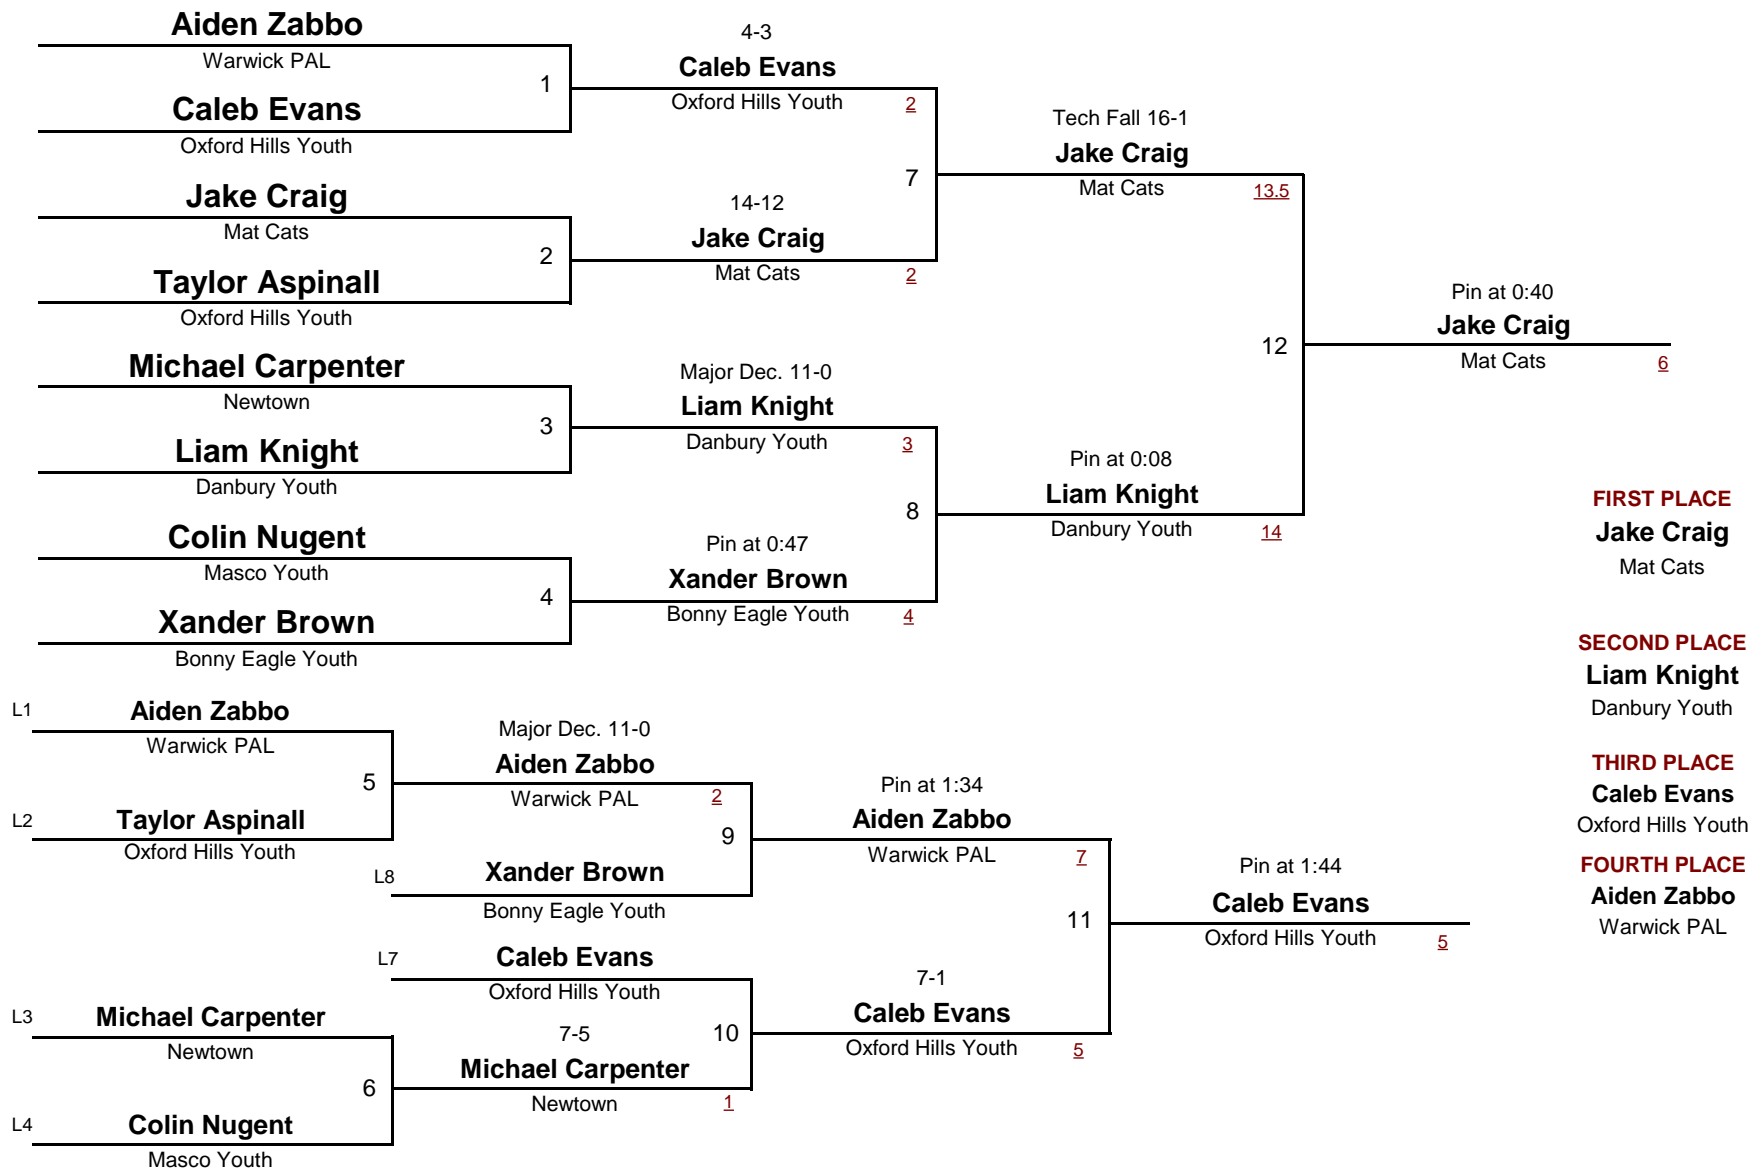 Aiden Zabbo
Warwick PAL
1
Caleb Evans
Oxford Hills Youth
4-3
Caleb Evans
Oxford Hills Youth
2
Jake Craig
Mat Cats
2
Taylor Aspinall
Oxford Hills Youth
14-12
Jake Craig
Mat Cats
2
7
Tech Fall 16-1
Jake Craig
Mat Cats
13.5
Michael Carpenter
Newtown
3
Liam Knight
Danbury Youth
Major Dec. 11-0
Liam Knight
Danbury Youth
3
Colin Nugent
Masco Youth
4
Xander Brown
Bonny Eagle Youth
Pin at 0:47
Xander Brown
Bonny Eagle Youth
4
8
Pin at 0:08
Liam Knight
Danbury Youth
14
12
Pin at 0:40
Jake Craig
Mat Cats
6
FIRST PLACE
Jake Craig
Mat Cats
SECOND PLACE
Liam Knight
Danbury Youth
THIRD PLACE
Caleb Evans
Oxford Hills Youth
FOURTH PLACE
Aiden Zabbo
Warwick PAL
L1
Aiden Zabbo
Warwick PAL
5
L2
Taylor Aspinall
Oxford Hills Youth
Major Dec. 11-0
Aiden Zabbo
Warwick PAL
2
9
L8
Xander Brown
Bonny Eagle Youth
Pin at 1:34
Aiden Zabbo
Warwick PAL
7
L7
Caleb Evans
Oxford Hills Youth
L3
Michael Carpenter
Newtown
6
L4
Colin Nugent
Masco Youth
7-5
Michael Carpenter
Newtown
1
10
7-1
Caleb Evans
Oxford Hills Youth
5
11
Pin at 1:44
Caleb Evans
Oxford Hills Youth
5